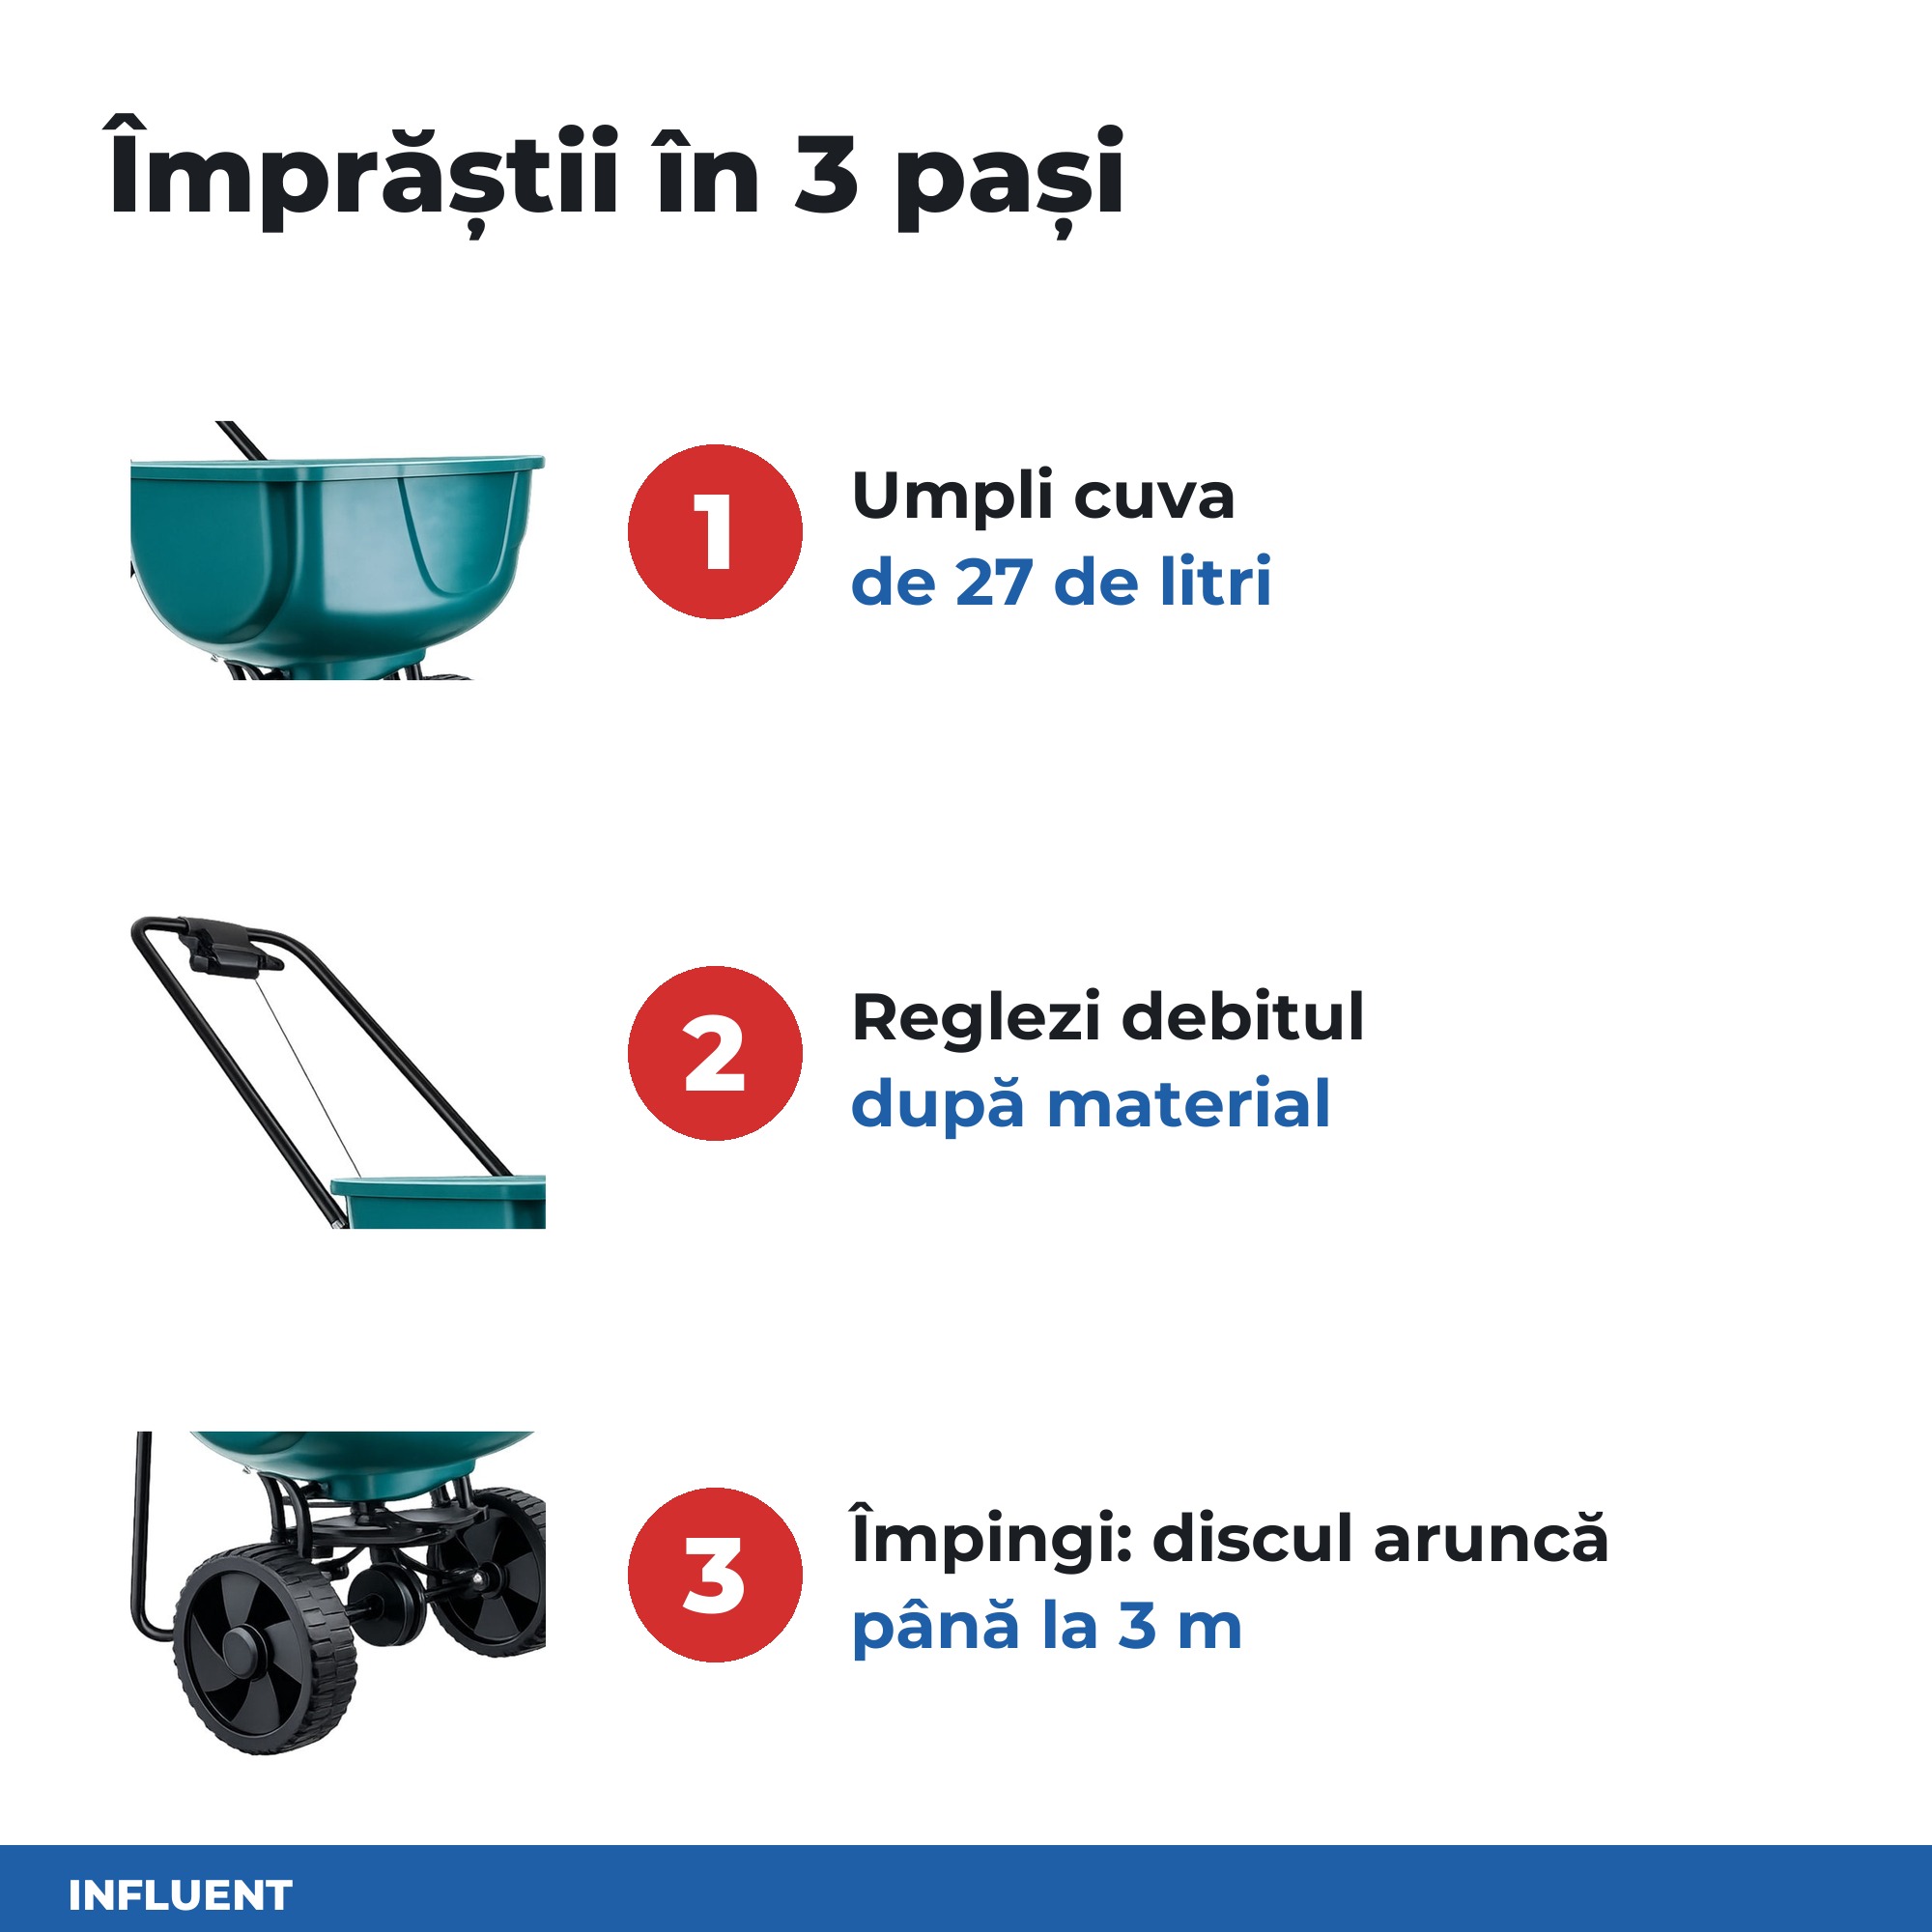 Împrăștii în 3 pași
1
Umpli cuva
de 27 de litri
2
Reglezi debitul
după material
3
Împingi: discul aruncă
până la 3 m
INFLUENT